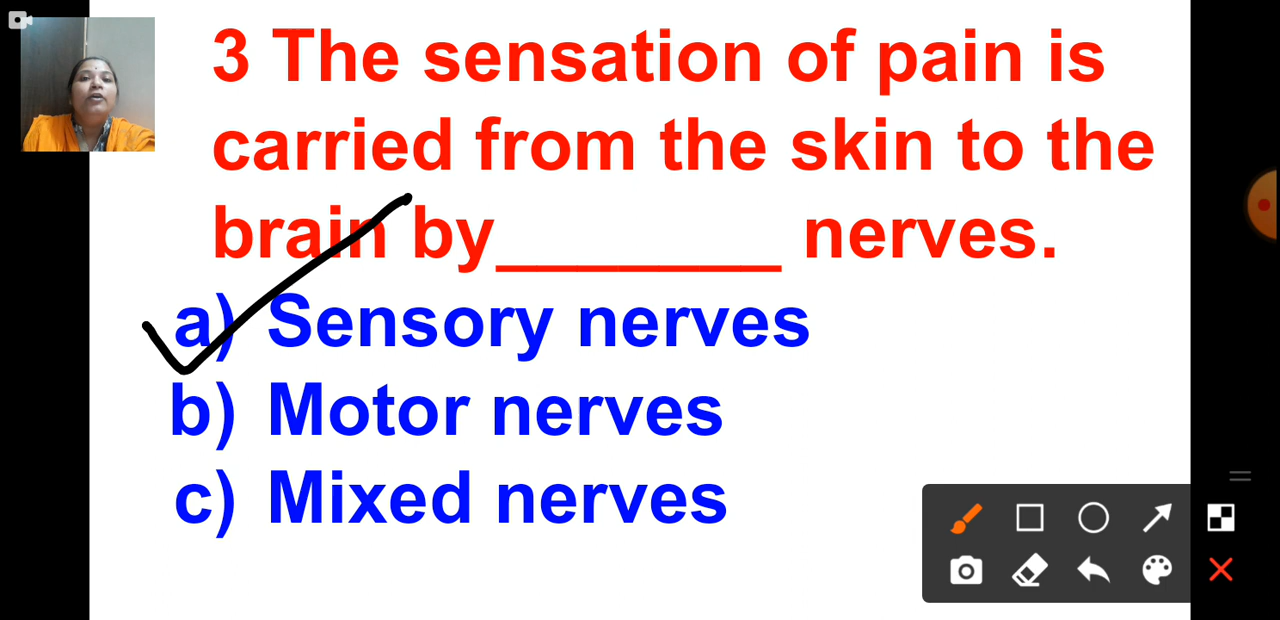 3 The sensation of pain is
carried from the skin to the
brain by________ nerves.
a) Sensory nerves
b) Motor nerves
c) Mixed nerves